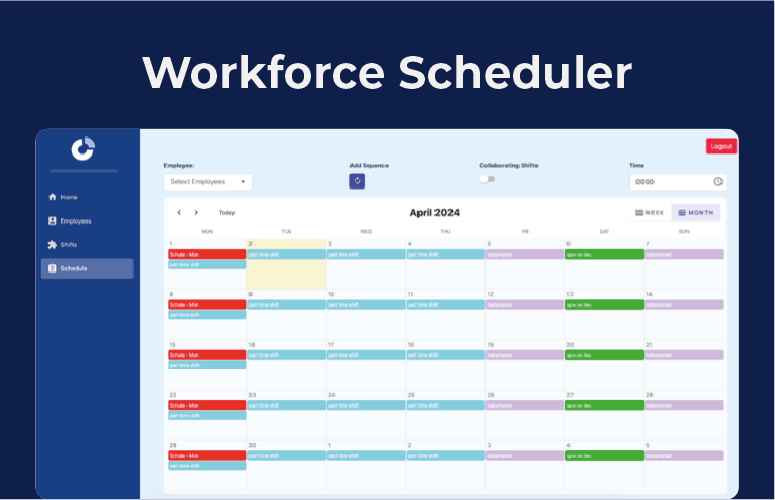 Workforce Scheduler
Logout
Employee:
Add Squence
Collaborating Shifts
Time
Select Employees
00:00
Home
Employees
Shifts
Schedule
Today
April 2024
WEEK
MONTH
MON TUE WED THU FRI SAT SUN
1 2 3 4 5 6 7
Schuke - Mon part time shift part time shift part time shift babymonat special day babymonat
part time shift
8 9 10 11 12 13 14
Schuke - Mon part time shift part time shift part time shift babymonat special day babymonat
part time shift
15 16 17 18 19 20 21
Schuke - Mon part time shift part time shift part time shift babymonat special day babymonat
part time shift
22 23 24 25 26 27 28
Schuke - Mon part time shift part time shift part time shift babymonat special day babymonat
part time shift
29 30 1 2 3 4 5
Schuke - Mon part time shift part time shift part time shift babymonat special day babymonat
part time shift